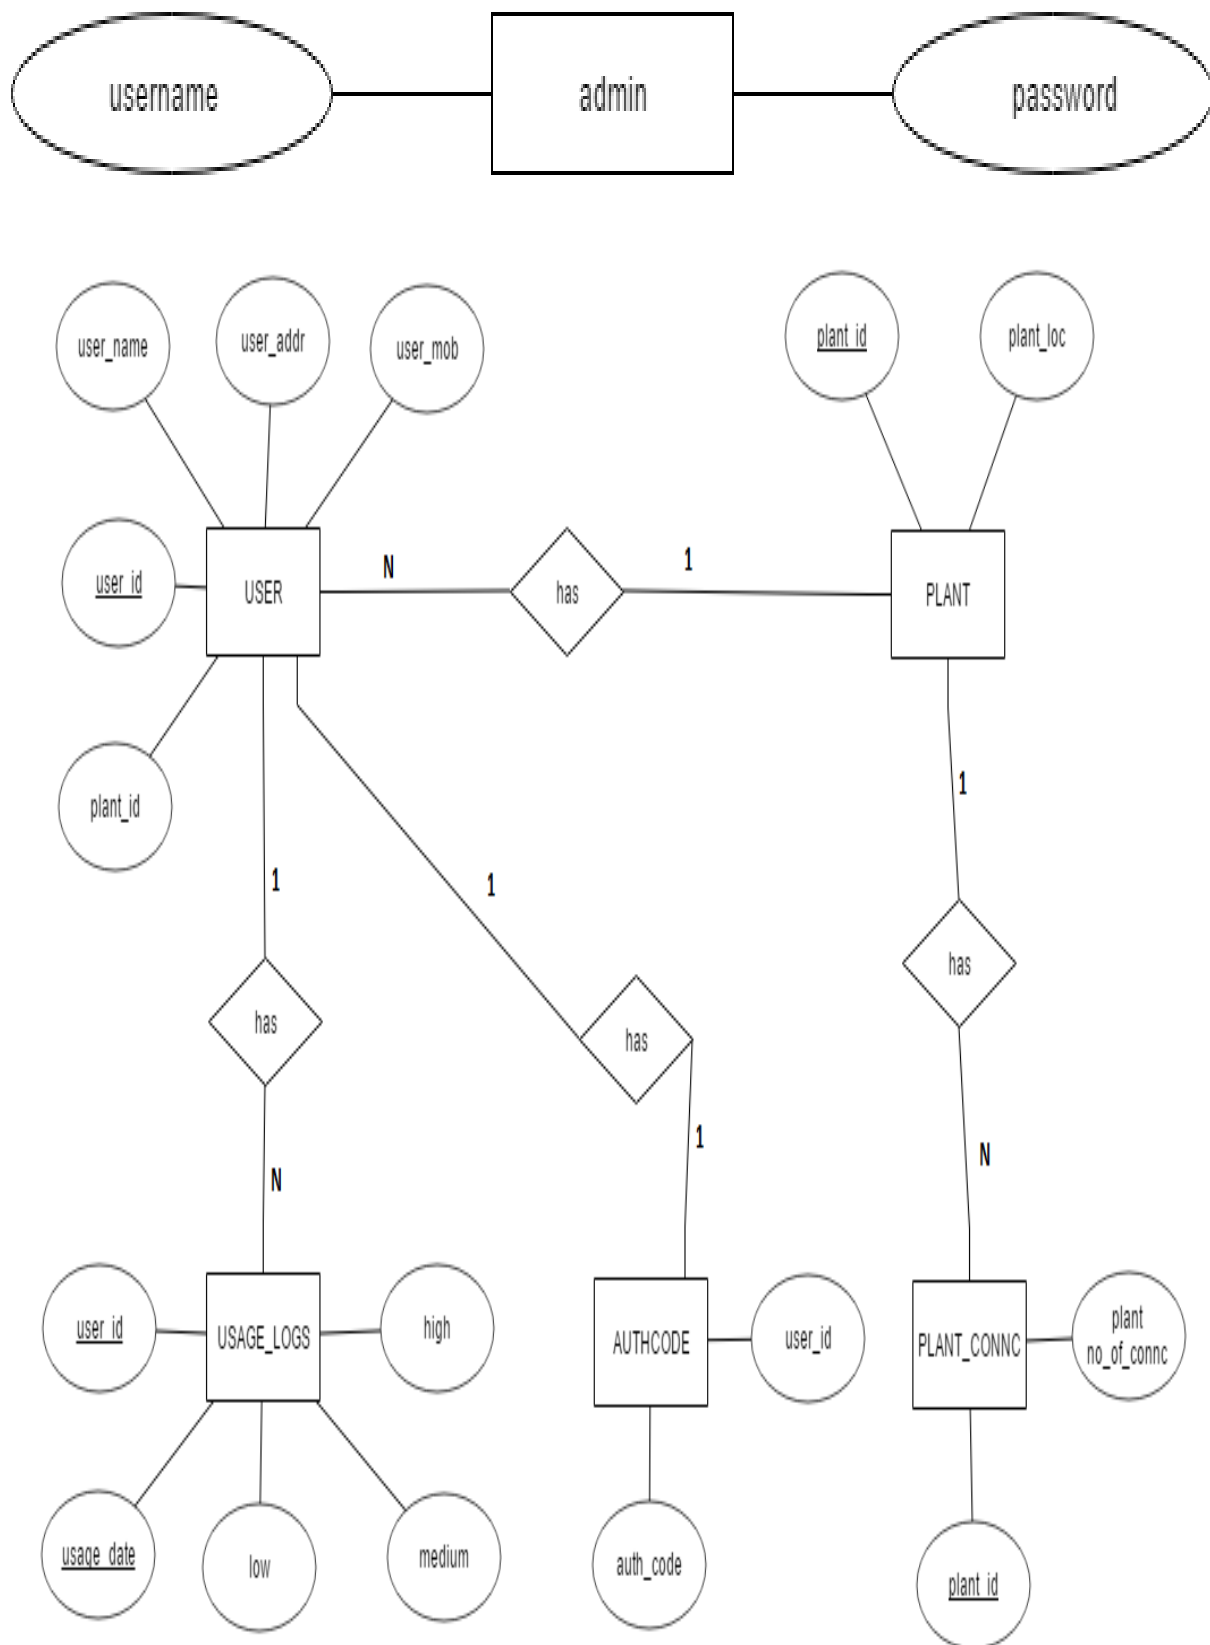 username
admin
password
user_name
user_addr
user_mob
plant_id
plant_loc
user_id
USER
N
has
1
PLANT
plant_id
1
1
1
has
has
has
1
N
N
user_id
USAGE_LOGS
high
AUTHCODE
user_id
PLANT_CONNC
plant
no_of_connc
usage_date
low
medium
auth_code
plant_id